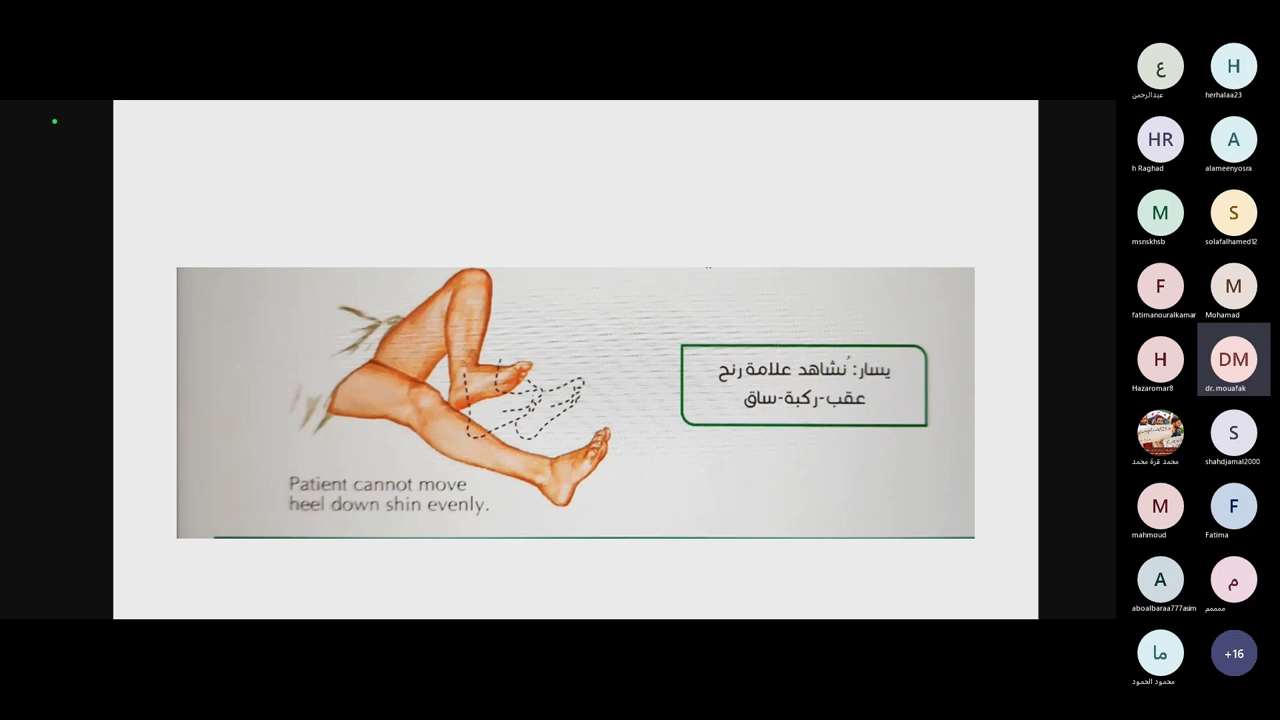 يسار: نُشاهد علامة رنح
عقب-ركبة-ساق
Patient cannot move
heel down shin evenly.
ع
عبدالرحمن
H
herhalaa23
HR
h Raghad
A
alameenyosra
M
msnskhsb
S
solafalhamed12
F
fatimanouralkamar
M
Mohamad
H
Hazaromar8
DM
dr. mouafak
محمد قرة محمد
S
shahdjamal2000
M
mahmoud
F
Fatima
A
aboalbaraa777asim
م
ممممم
ما
محمود الحمود
+16